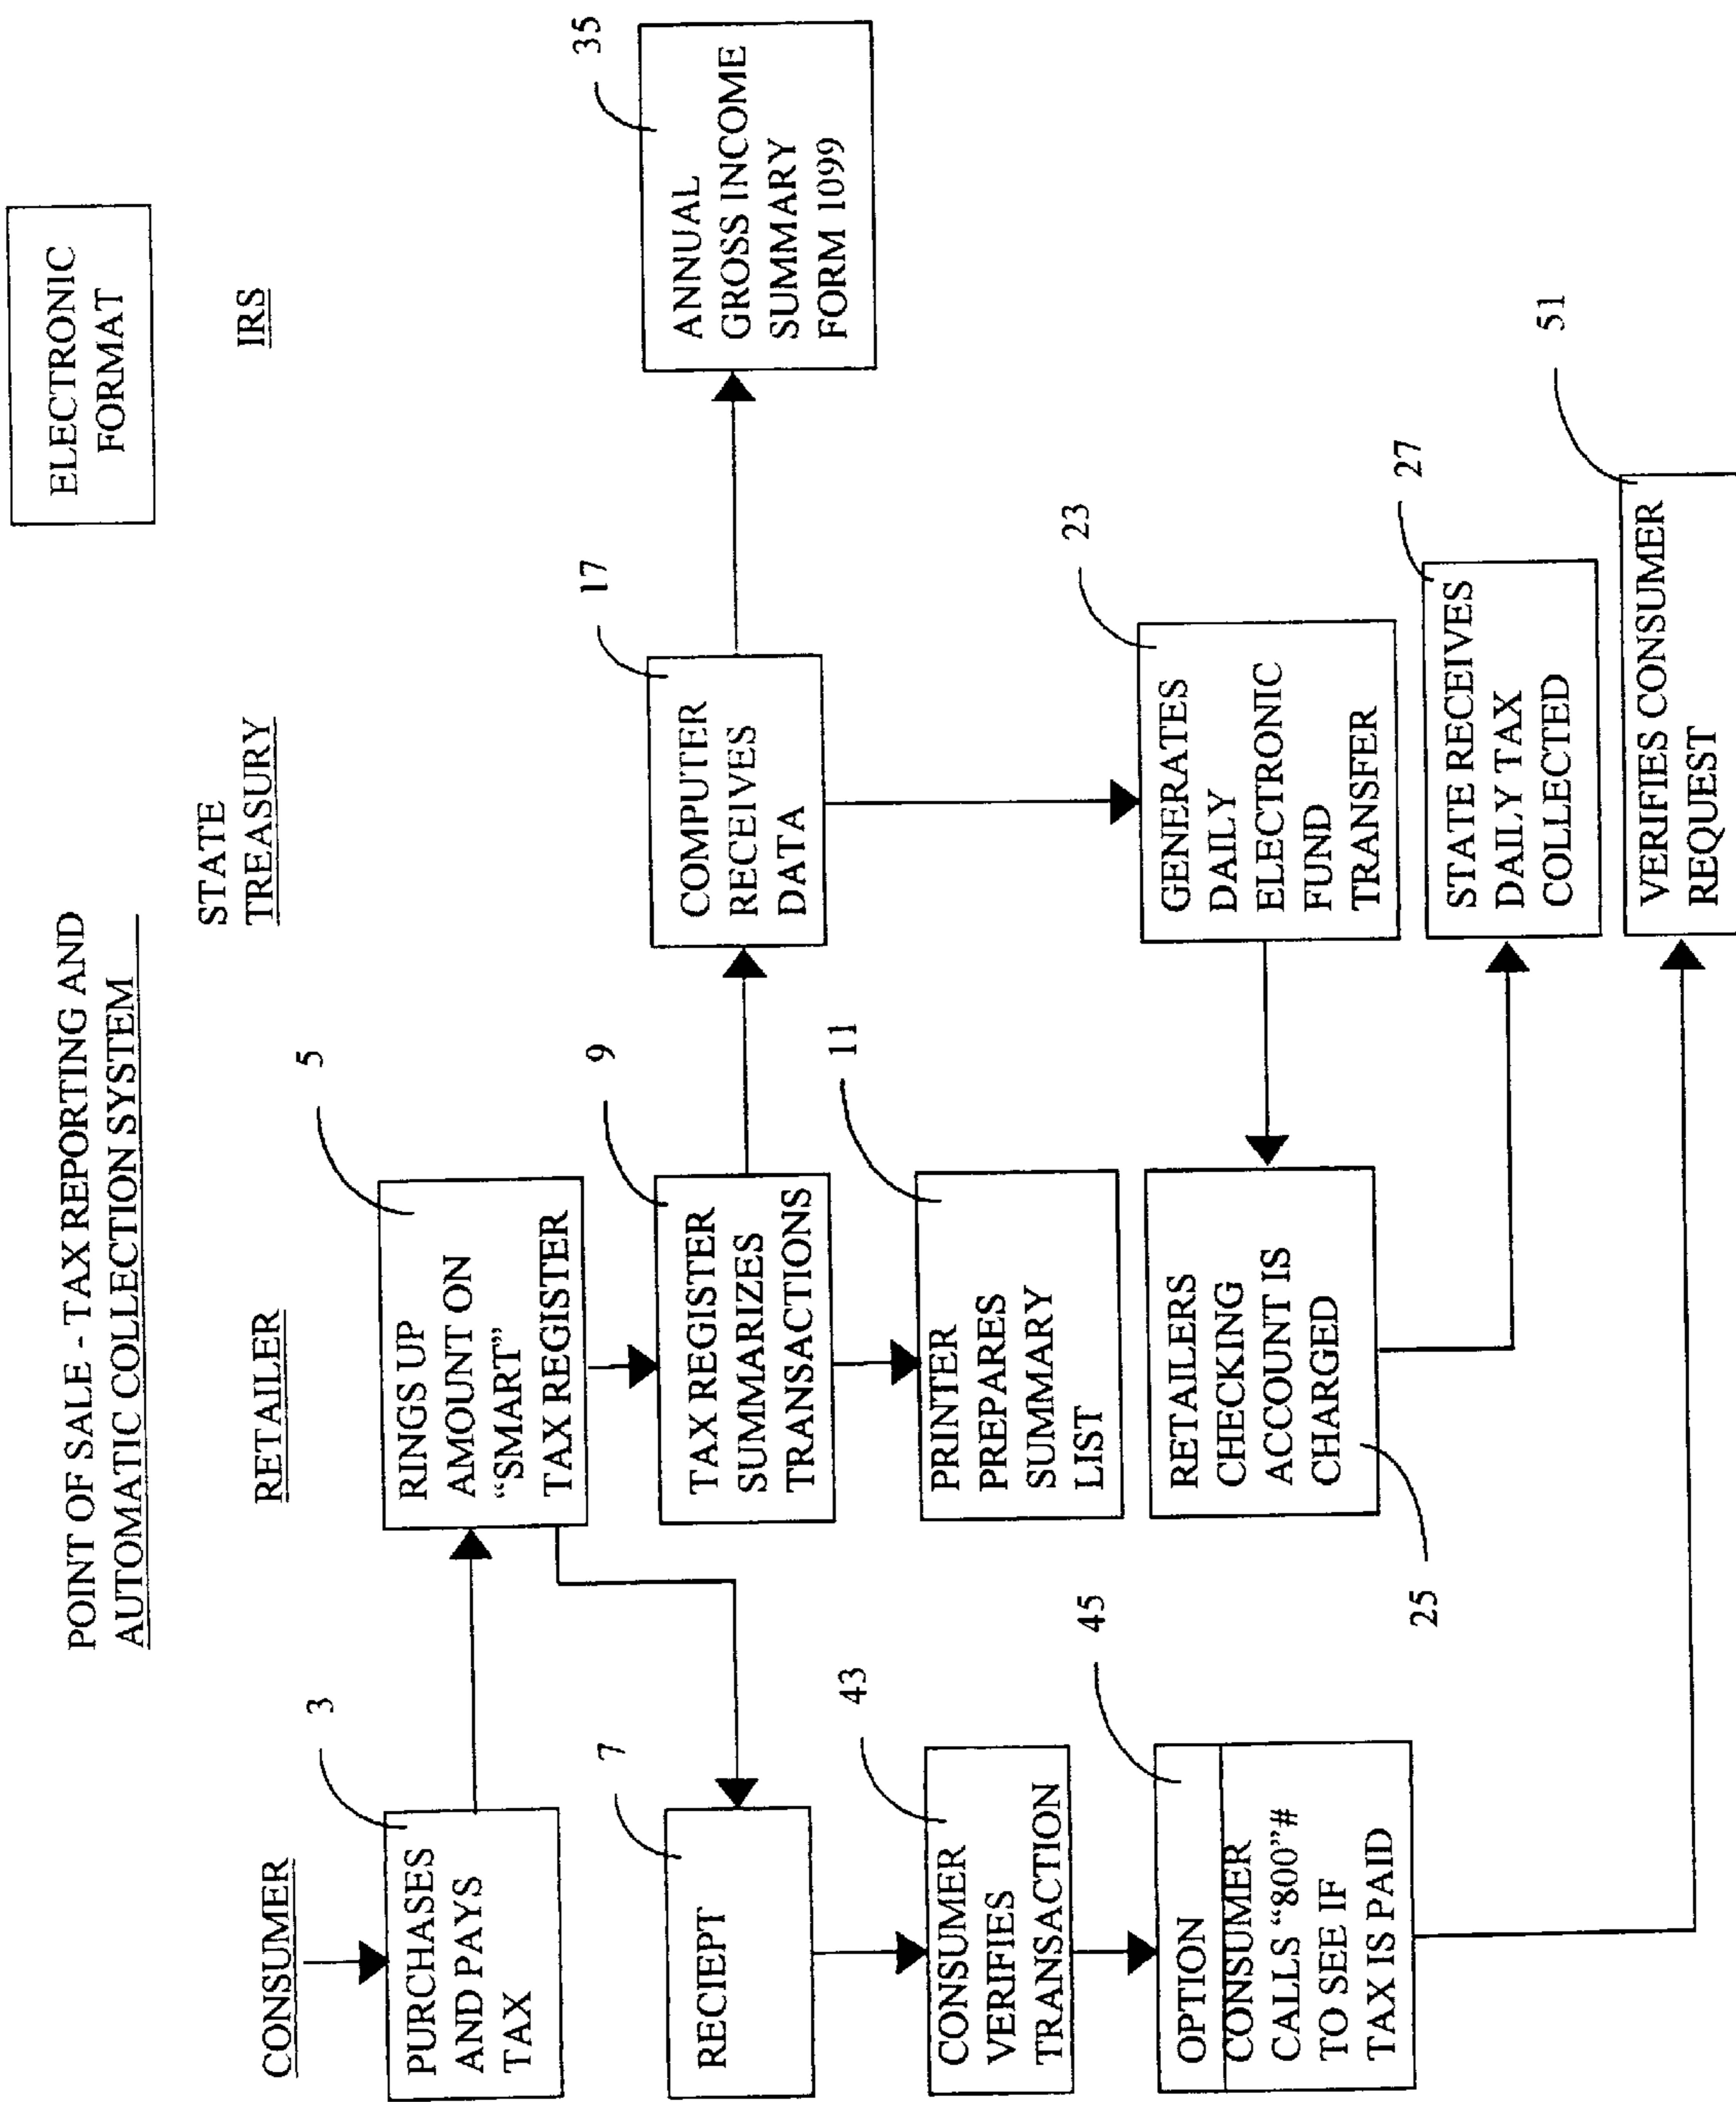 POINT OF SALE - TAX REPORTING AND
AUTOMATIC COLLECTION SYSTEM
ELECTRONIC
FORMAT
CONSUMER
RETAILER
STATE
TREASURY
IRS
3
PURCHASES
AND PAYS
TAX
5
RINGS UP
AMOUNT ON
“SMART”
TAX REGISTER
7
RECIEPT
9
TAX REGISTER
SUMMARIZES
TRANSACTIONS
17
COMPUTER
RECEIVES
DATA
35
ANNUAL
GROSS INCOME
SUMMARY
FORM 1099
43
CONSUMER
VERIFIES
TRANSACTION
11
PRINTER
PREPARES
SUMMARY
LIST
45
OPTION
CONSUMER
CALLS “800”#
TO SEE IF
TAX IS PAID
RETAILERS
CHECKING
ACCOUNT IS
CHARGED
25
23
GENERATES
DAILY
ELECTRONIC
FUND
TRANSFER
27
STATE RECEIVES
DAILY TAX
COLLECTED
51
VERIFIES CONSUMER
REQUEST